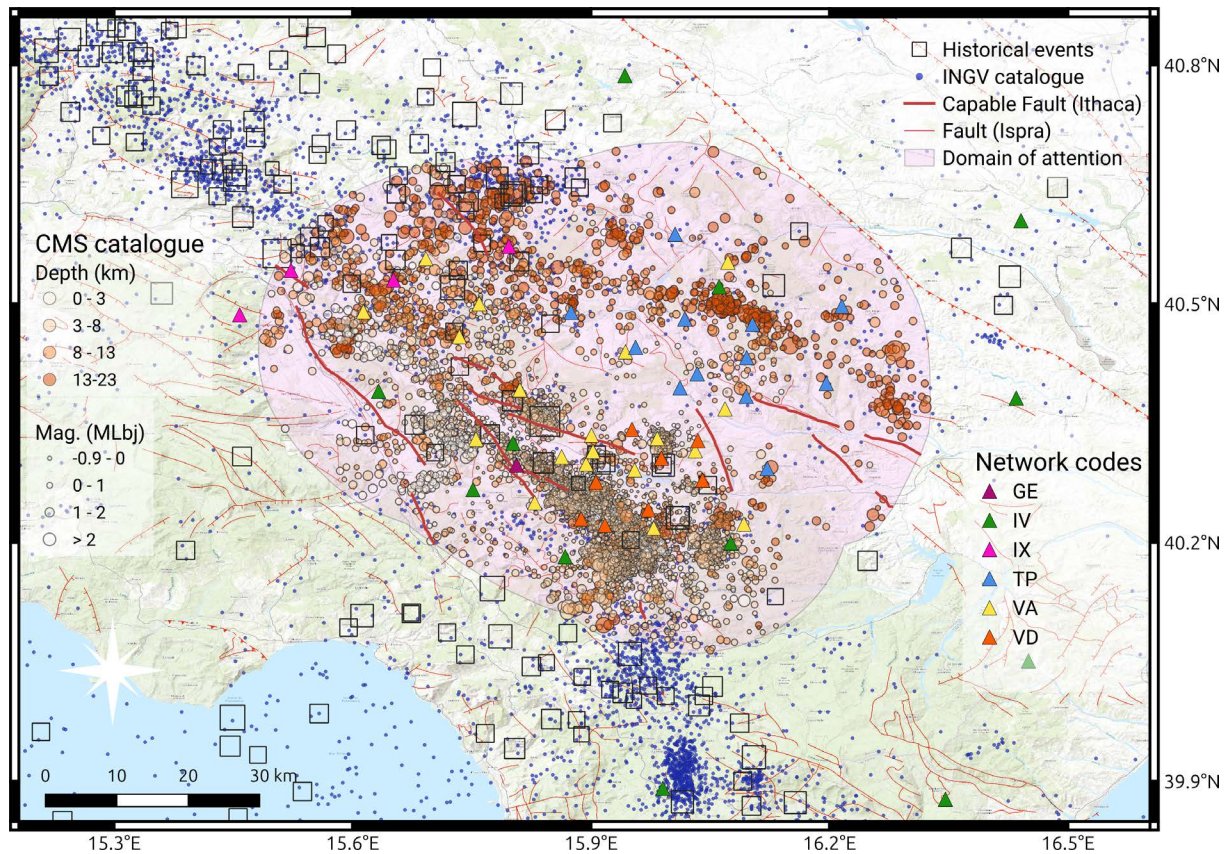 Historical events
INGV catalogue
Capable Fault (Ithaca)
Fault (Ispra)
Domain of attention
CMS catalogue
Depth (km)
0 - 3
3 - 8
8 - 13
13-23
Mag. (MLbj)
-0.9 - 0
0 - 1
1 - 2
> 2
Network codes
GE
IV
IX
TP
VA
VD
0 10 20 30 km
40.8°N
40.5°N
40.2°N
39.9°N
15.3°E 15.6°E 15.9°E 16.2°E 16.5°E